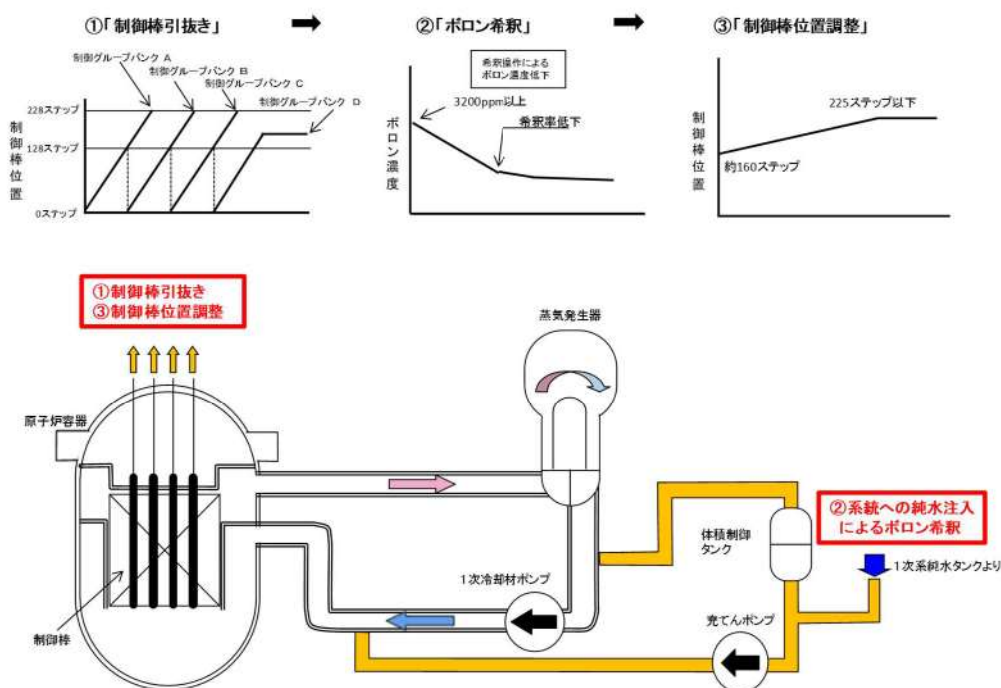 ①「制御棒引抜き」
②「ボロン希釈」
③「制御棒位置調整」
制御グループバンク A
制御グループバンク B
制御グループバンク C
制御グループバンク D
228ステップ
128ステップ
0ステップ
制御棒位置
希釈操作による
ボロン濃度低下
3200ppm以上
希釈率低下
ボロン濃度
225ステップ以下
約160ステップ
制御棒位置
①制御棒引抜き
③制御棒位置調整
蒸気発生器
原子炉容器
②系統への純水注入
によるボロン希釈
体積制御
タンク
1次系純水タンクより
1次冷却材ポンプ
充てんポンプ
制御棒